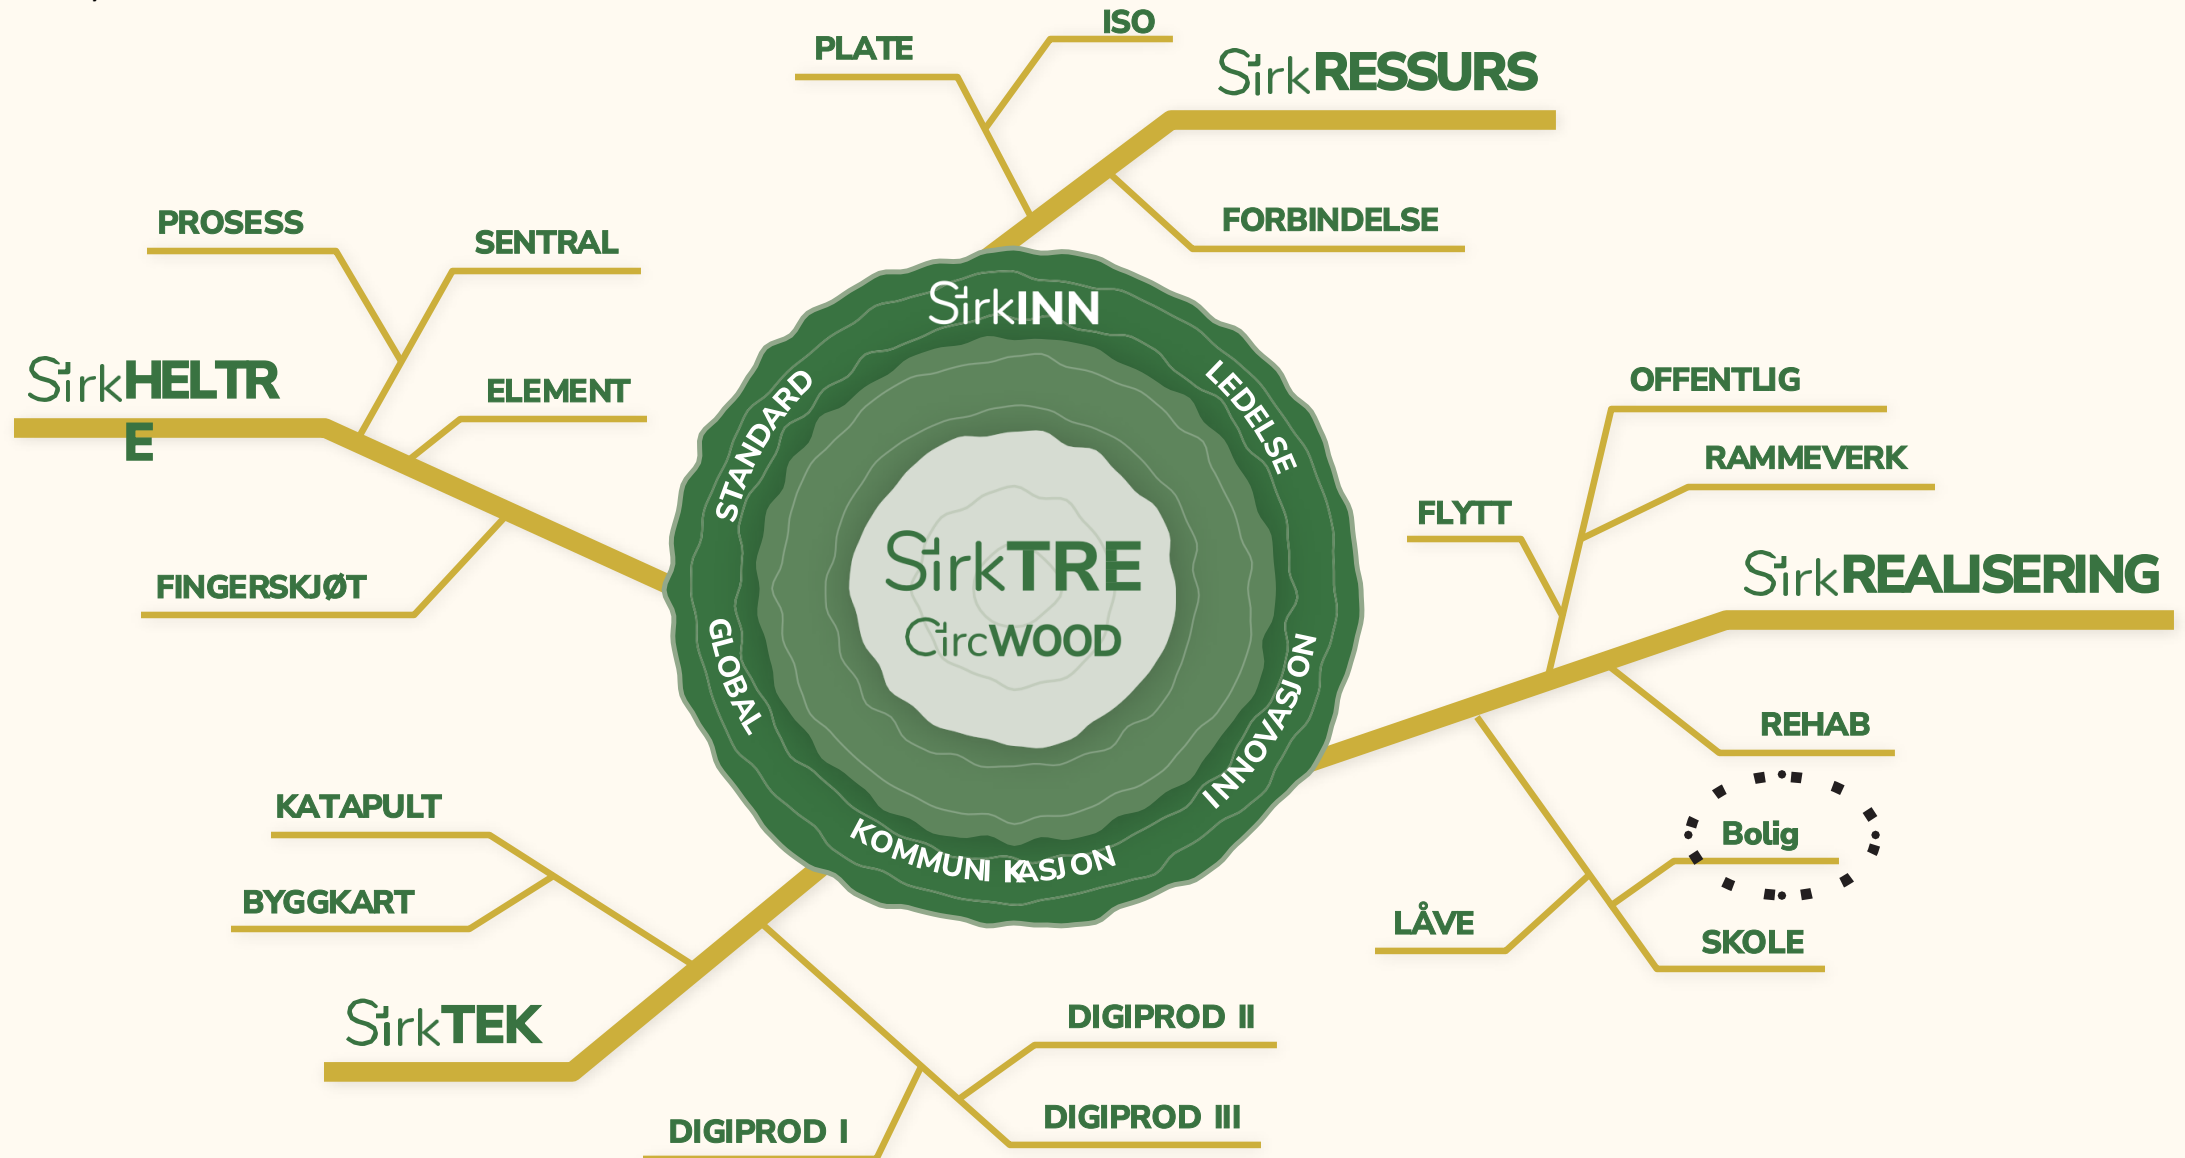 ISO
PLATE
SirkRESSURS
FORBINDELSE
PROSESS
SENTRAL
SirkHELTR
E
ELEMENT
FINGERSKJØT
SirkINN
STANDARD
LEDELSE
GLOBAL
INNOVASJON
KOMMUNIKASJON
SirkTRE
CircWOOD
OFFENTLIG
RAMMEVERK
FLYTT
SirkREALISERING
REHAB
Bolig
LÅVE
SKOLE
KATAPULT
BYGGKART
SirkTEK
DIGIPROD II
DIGIPROD III
DIGIPROD I